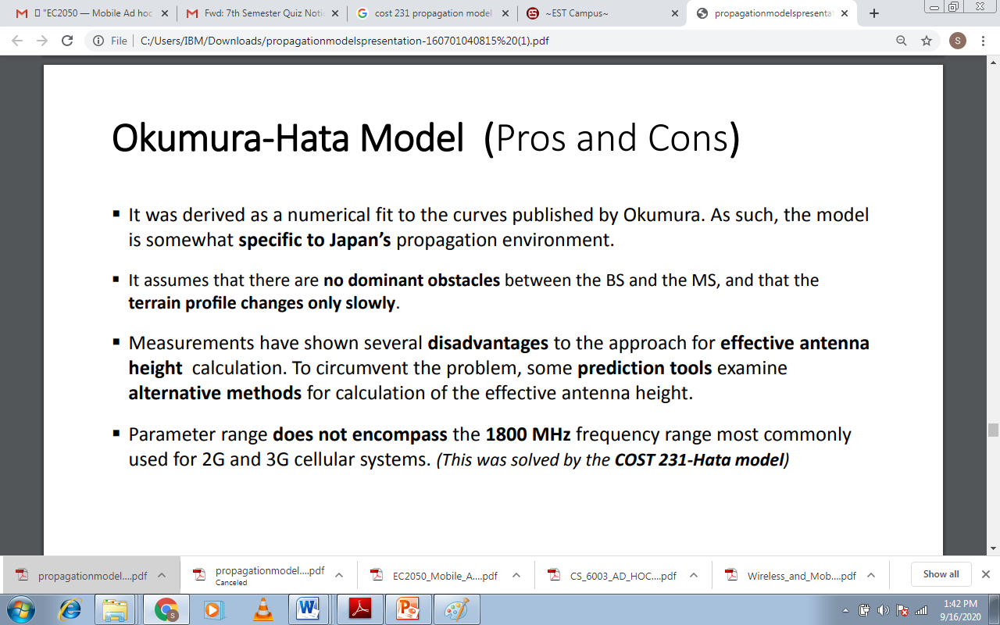 "EC2050 — Mobile Ad hoc
Fwd: 7th Semester Quiz Noti
cost 231 propagation model
~EST Campus~
propagationmodelspresenta
File
C:/Users/IBM/Downloads/propagationmodelspresentation-160701040815%20(1).pdf
S
Okumura-Hata Model (Pros and Cons)
▪ It was derived as a numerical fit to the curves published by Okumura. As such, the model
is somewhat specific to Japan's propagation environment.
▪ It assumes that there are no dominant obstacles between the BS and the MS, and that the
terrain profile changes only slowly.
▪ Measurements have shown several disadvantages to the approach for effective antenna
height calculation. To circumvent the problem, some prediction tools examine
alternative methods for calculation of the effective antenna height.
▪ Parameter range does not encompass the 1800 MHz frequency range most commonly
used for 2G and 3G cellular systems. (This was solved by the COST 231-Hata model)
propagationmodel....pdf
propagationmodel....pdf
Canceled
EC2050_Mobile_A....pdf
CS_6003_AD_HOC....pdf
Wireless_and_Mob....pdf
Show all
1:42 PM
9/16/2020